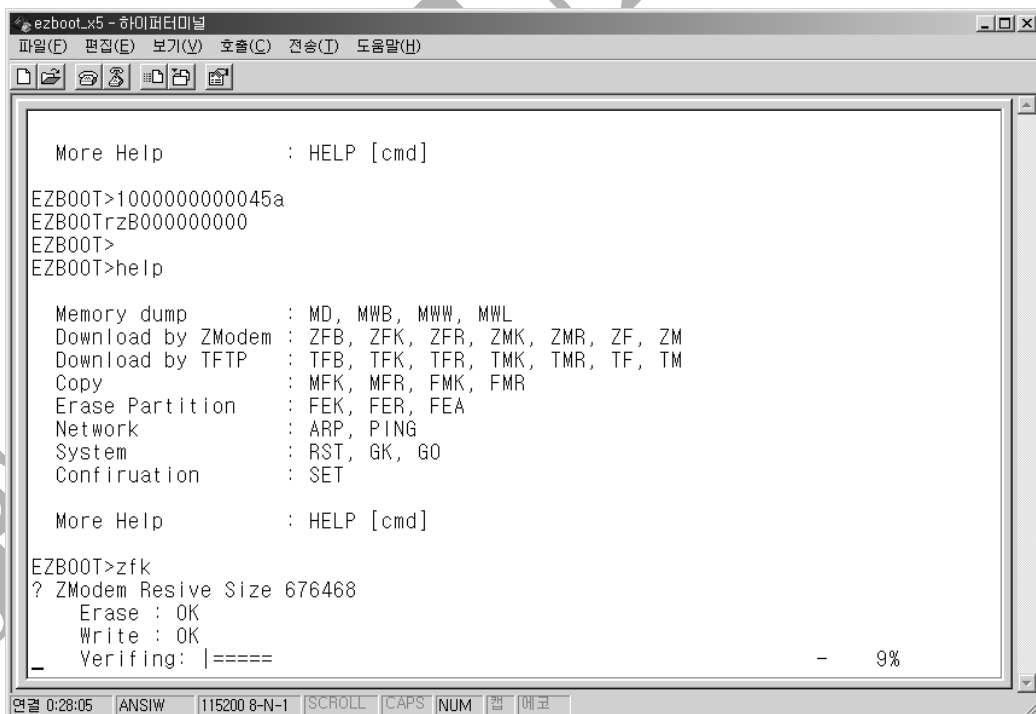 ezboot_x5 - 하이퍼터미널
파일(F) 편집(E) 보기(V) 호출(C) 전송(T) 도움말(H)
More Help : HELP [cmd]
EZBOOT>1000000000045a
EZBOOTrzB000000000
EZBOOT>
EZBOOT>help
Memory dump : MD, MWB, MWW, MWL
Download by ZModem : ZFB, ZFK, ZFR, ZMK, ZMR, ZF, ZM
Download by TFTP : TFB, TFK, TFR, TMK, TMR, TF, TM
Copy : MFK, MFR, FMK, FMR
Erase Partition : FEK, FER, FEA
Network : ARP, PING
System : RST, GK, GO
Confiruation : SET
More Help : HELP [cmd]
EZBOOT>zfk
? ZModem Resive Size 676468
Erase : OK
Write : OK
Verifing: |===== - 9%
연결 0:28:05 ANSIW 115200 8-N-1 SCROLL CAPS NUM 캡 에코